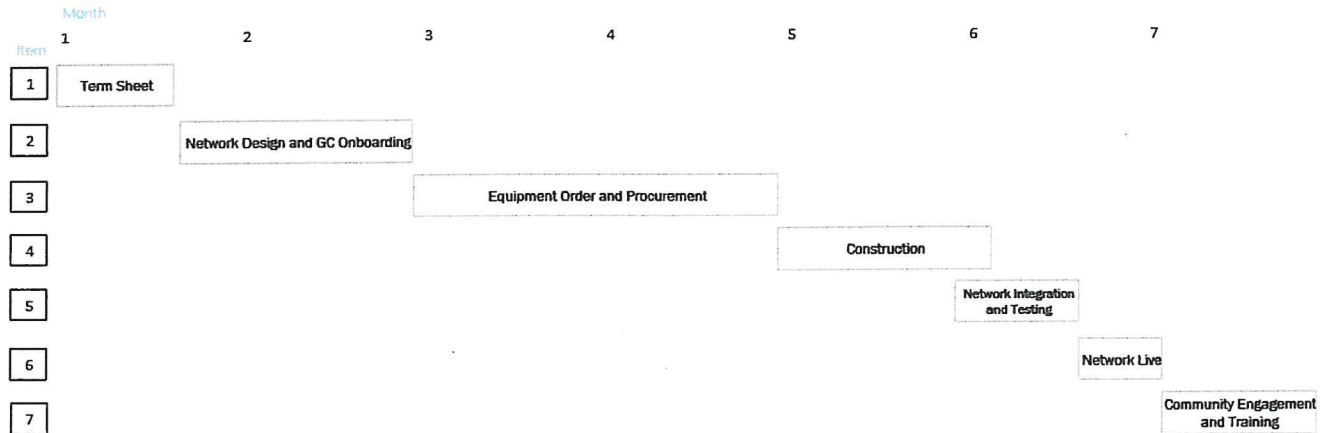 Month
1 2 3 4 5 6 7
Item
1 Term Sheet
2 Network Design and GC Onboarding
3 Equipment Order and Procurement
4 Construction
5 Network Integration
and Testing
6 Network Live
7 Community Engagement
and Training